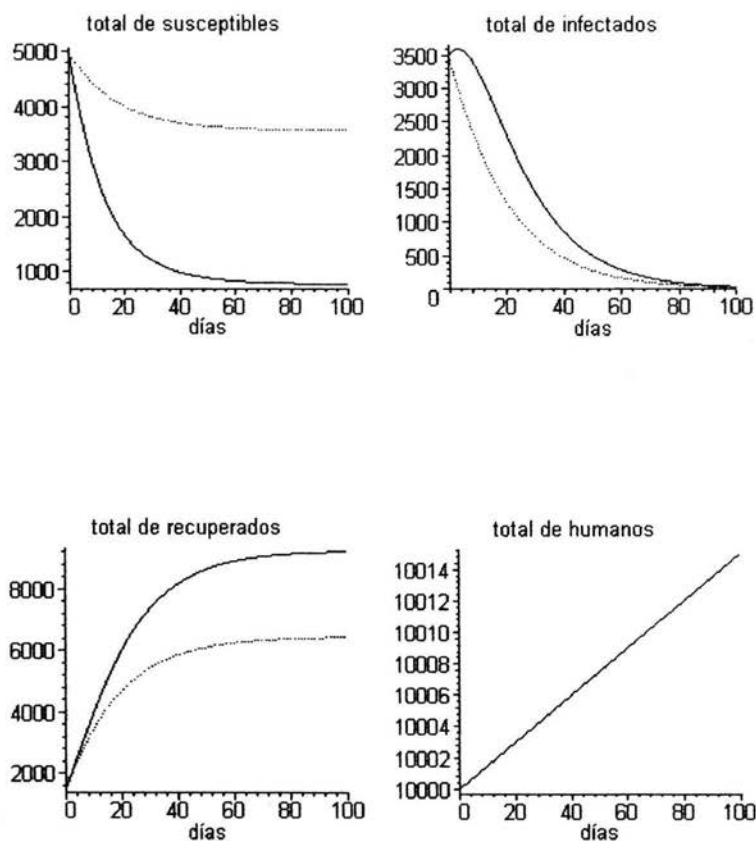 total de susceptibles
5000
4000
3000
2000
1000
0 20 40 60 80 100
días
total de infectados
3500
3000
2500
2000
1500
1000
500
0
20 40 60 80 100
días
total de recuperados
8000
6000
4000
2000
0 20 40 60 80 100
días
total de humanos
10014
10012
10010
10008
10006
10004
10002
10000
0 20 40 60 80 100
días